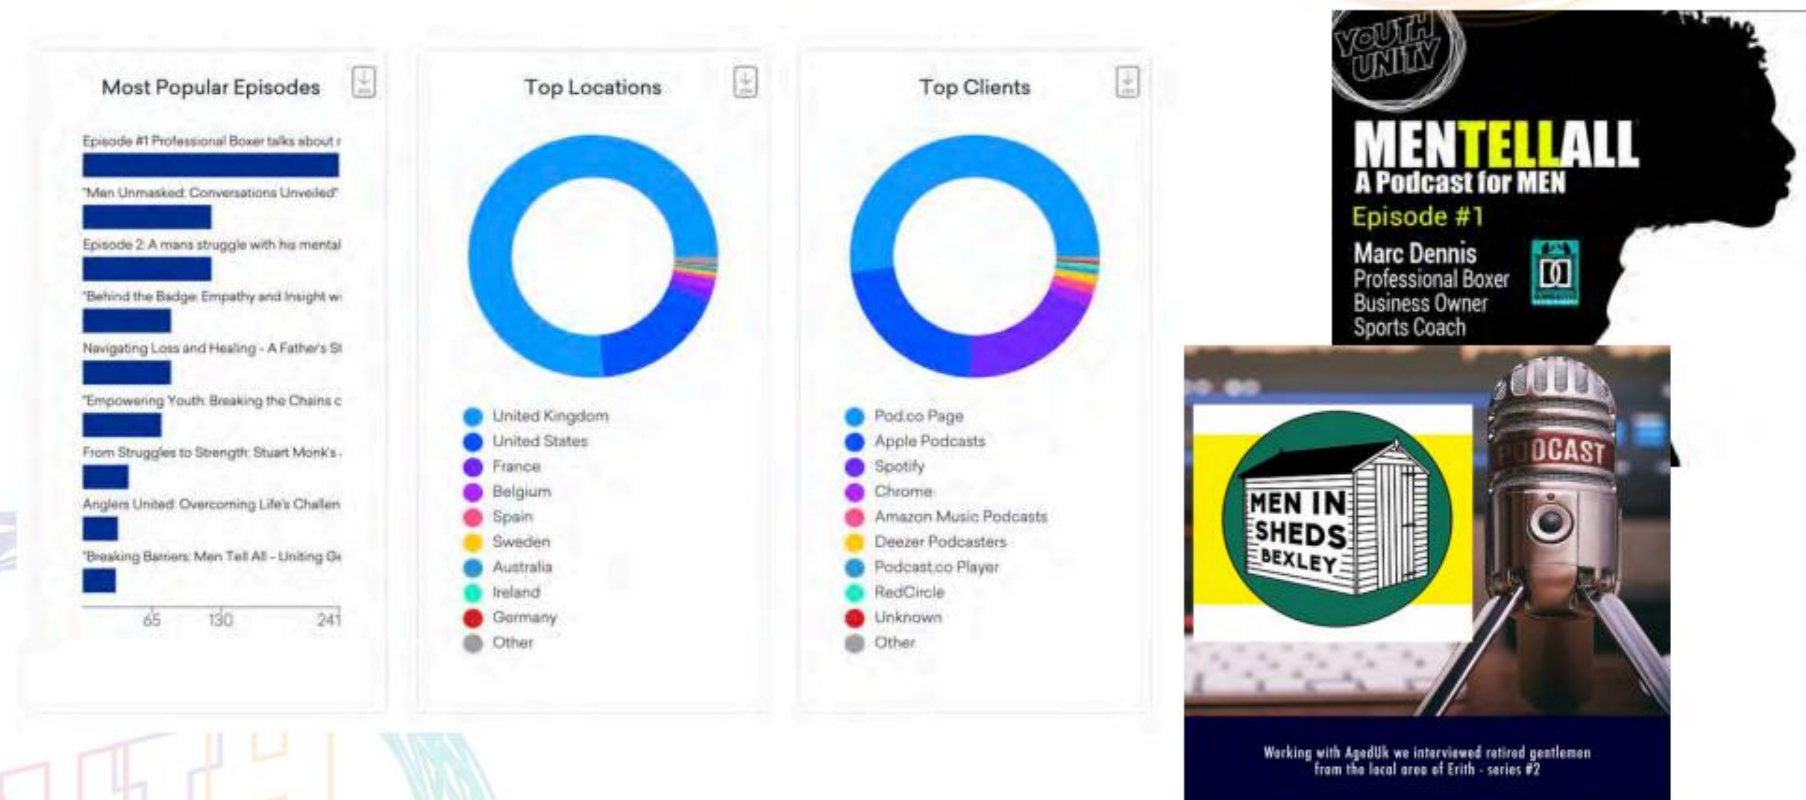 Most Popular Episodes
Episode #1 Professional Boxer talks about r
"Men Unmasked: Conversations Unveiled"
Episode 2: A mans struggle with his mental
"Behind the Badge: Empathy and Insight wi
Navigating Loss and Healing - A Father's St
"Empowering Youth: Breaking the Chains c
From Struggles to Strength: Stuart Monk's
Anglers United: Overcoming Life's Challen
"Breaking Barriers: Men Tell All - Uniting Ge
65 130 241
Top Locations
United Kingdom
United States
France
Belgium
Spain
Sweden
Australia
Ireland
Germany
Other
Top Clients
Pod.co Page
Apple Podcasts
Spotify
Chrome
Amazon Music Podcasts
Deezer Podcasters
Podcast.co Player
RedCircle
Unknown
Other
YOUTH
UNITY
MENTELLALL
A Podcast for MEN
Episode #1
Marc Dennis
Professional Boxer
Business Owner
Sports Coach
MEN IN
SHEDS
BEXLEY
PODCAST
Working with AgedUk we interviewed retired gentlemen
from the local area of Erith - series #2